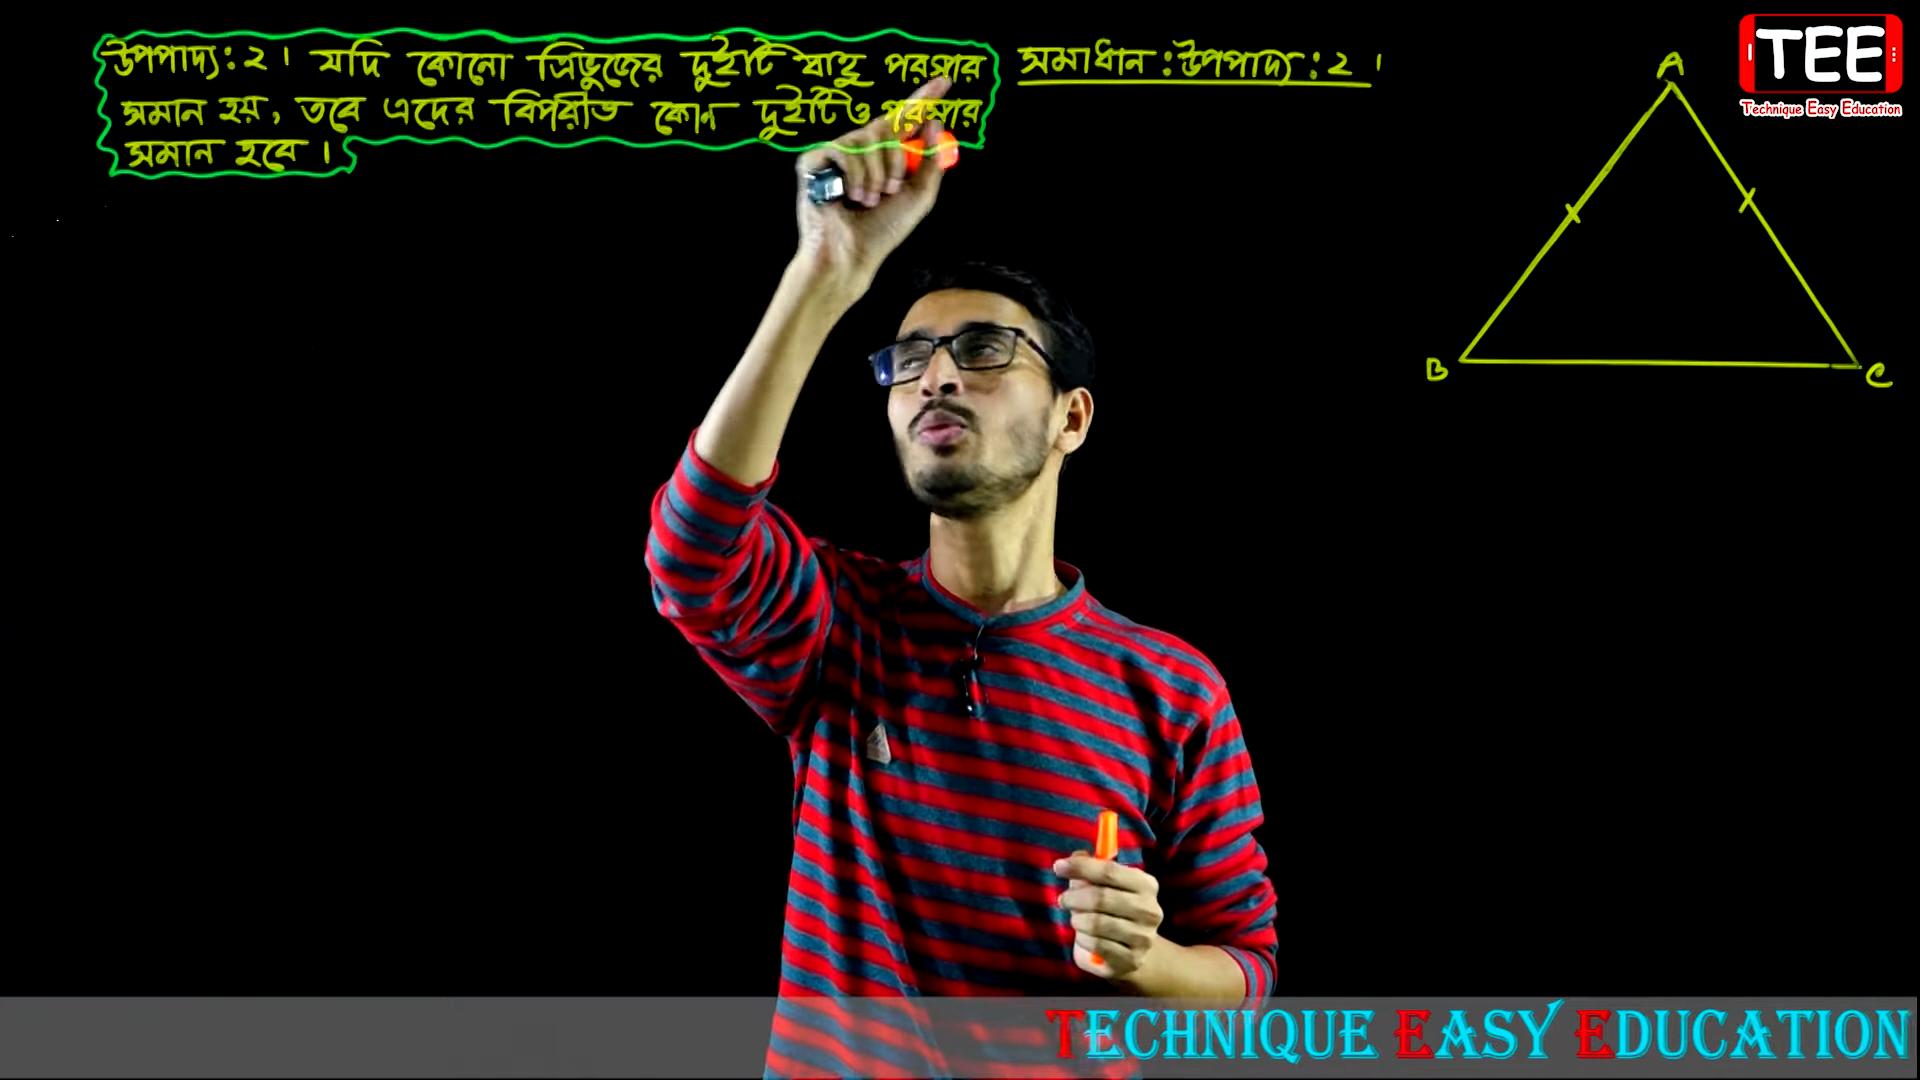 উপপাদ্য: ২। যদি কোনো ত্রিভুজের দুইটি বাহু পরস্পর
সমান হয়, তবে এদের বিপরীত কোণ দুইটিও পরস্পর
সমান হবে।
সমাধান: উপপাদ্য: ২।
A
B
C
TEE
Technique Easy Education
TECHNIQUE EASY EDUCATION